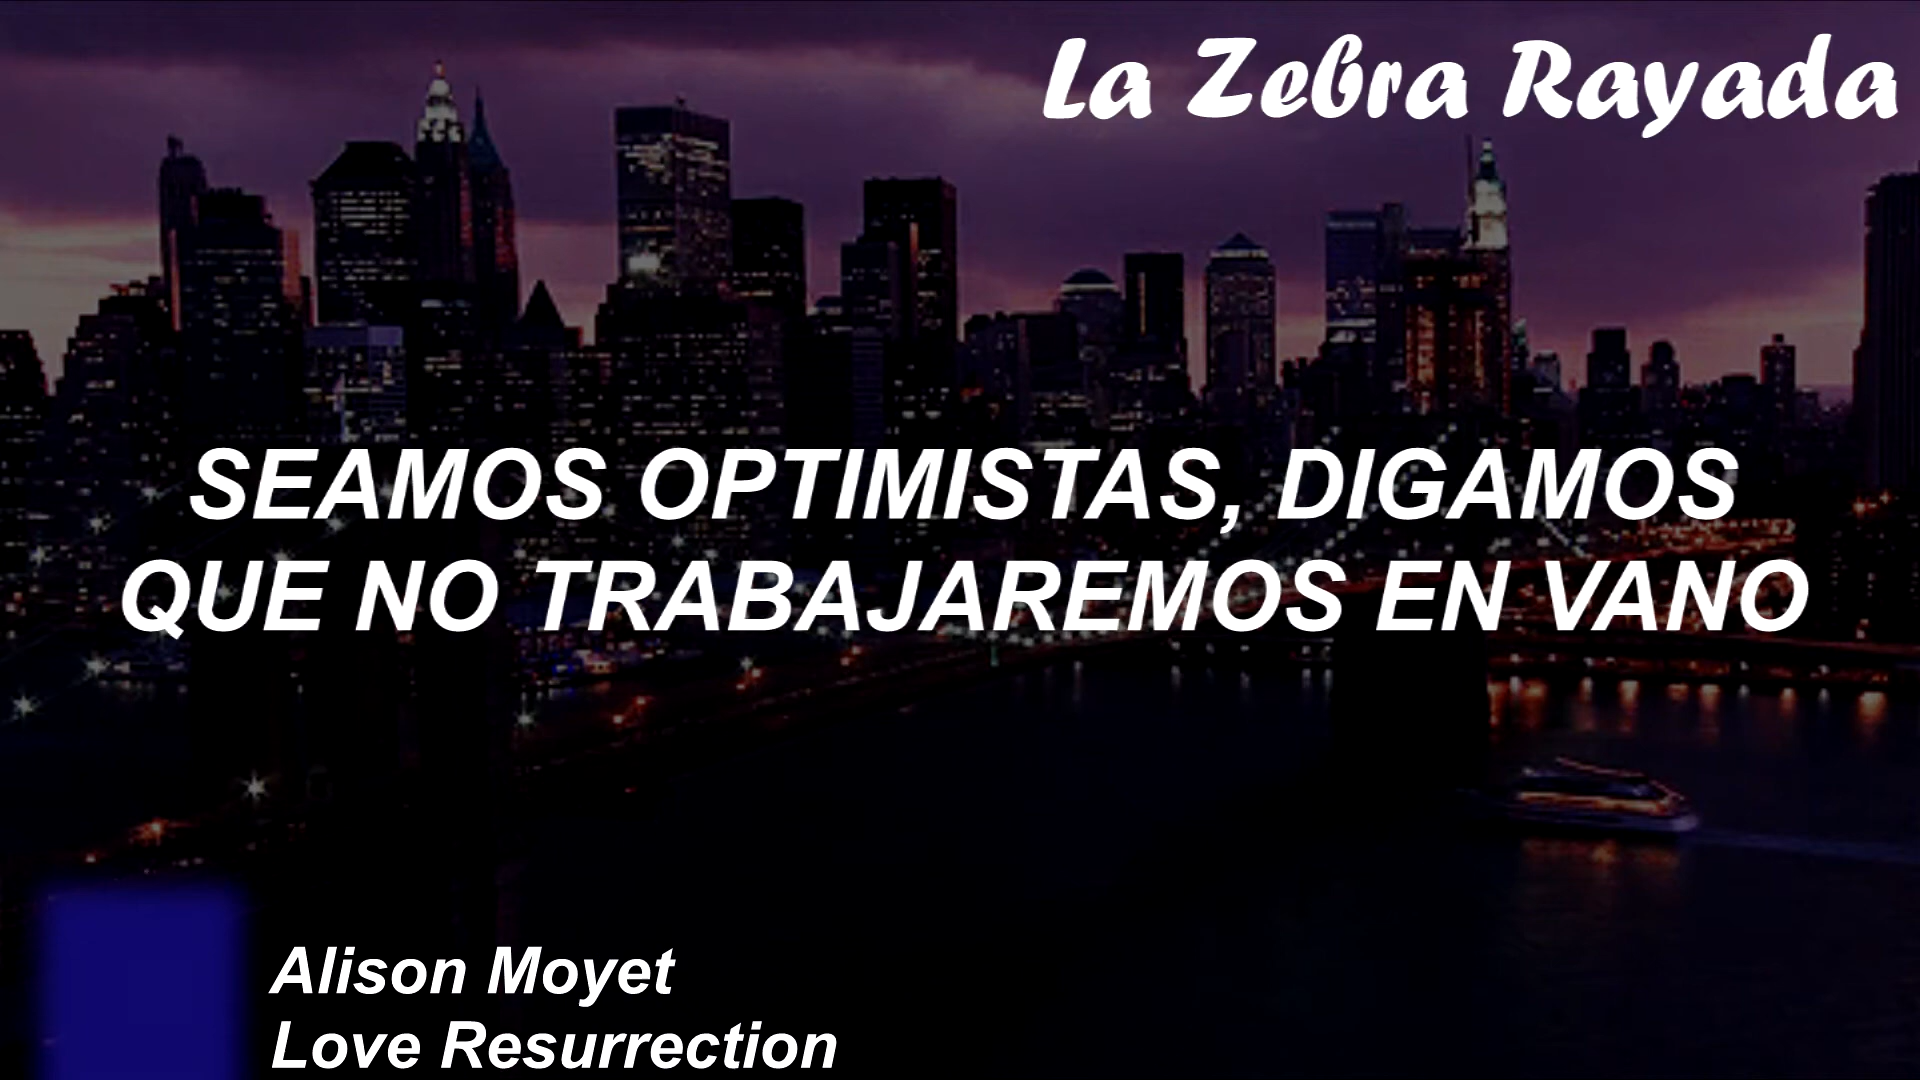 La Zebra Rayada
SEAMOS OPTIMISTAS, DIGAMOS
QUE NO TRABAJAREMOS EN VANO
Alison Moyet
Love Resurrection